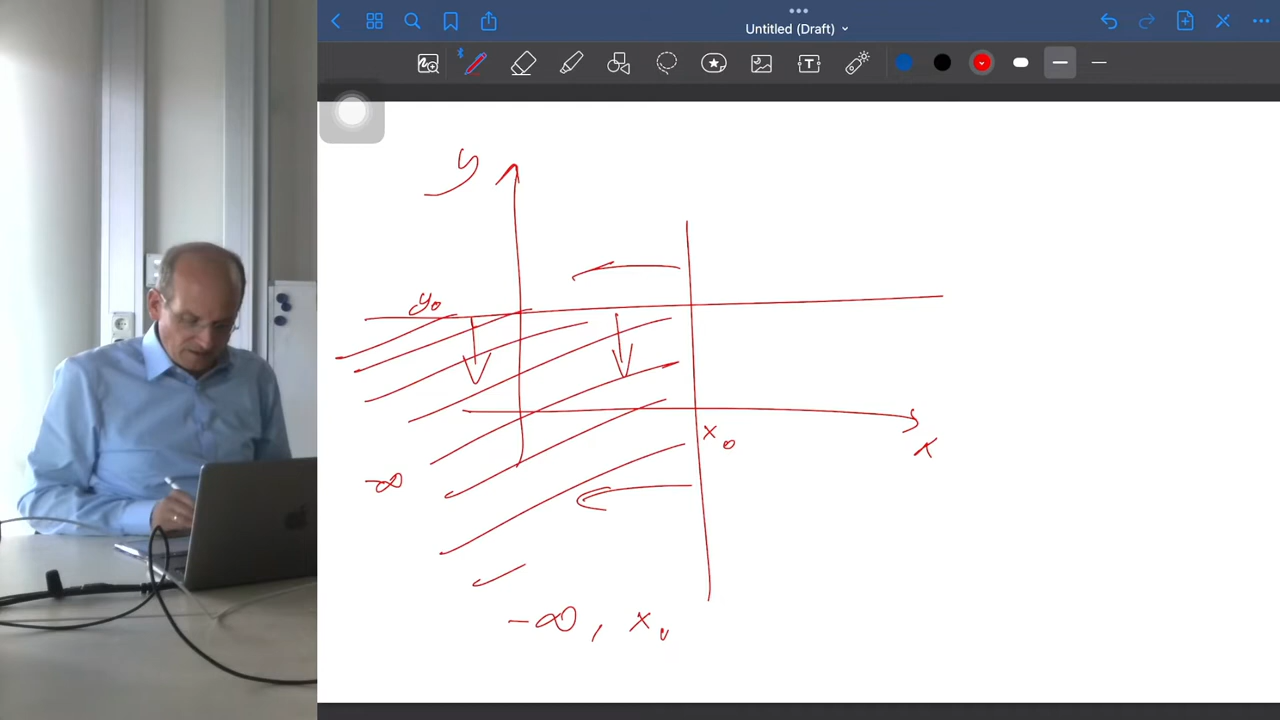 Untitled (Draft)
T
y
y₀
x₀
x
-∞
-∞, x₀